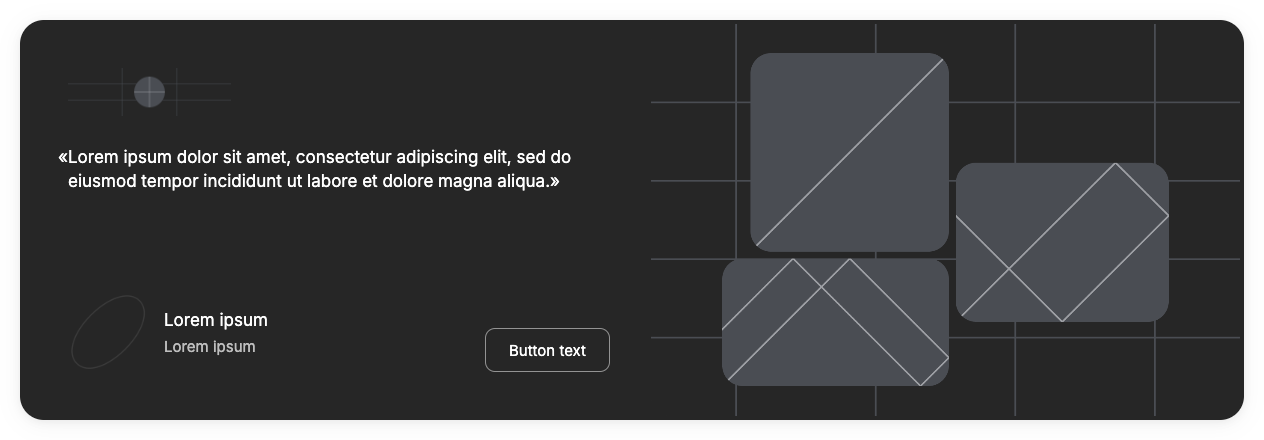 «Lorem ipsum dolor sit amet, consectetur adipiscing elit, sed do
eiusmod tempor incididunt ut labore et dolore magna aliqua.»
Lorem ipsum
Lorem ipsum
Button text